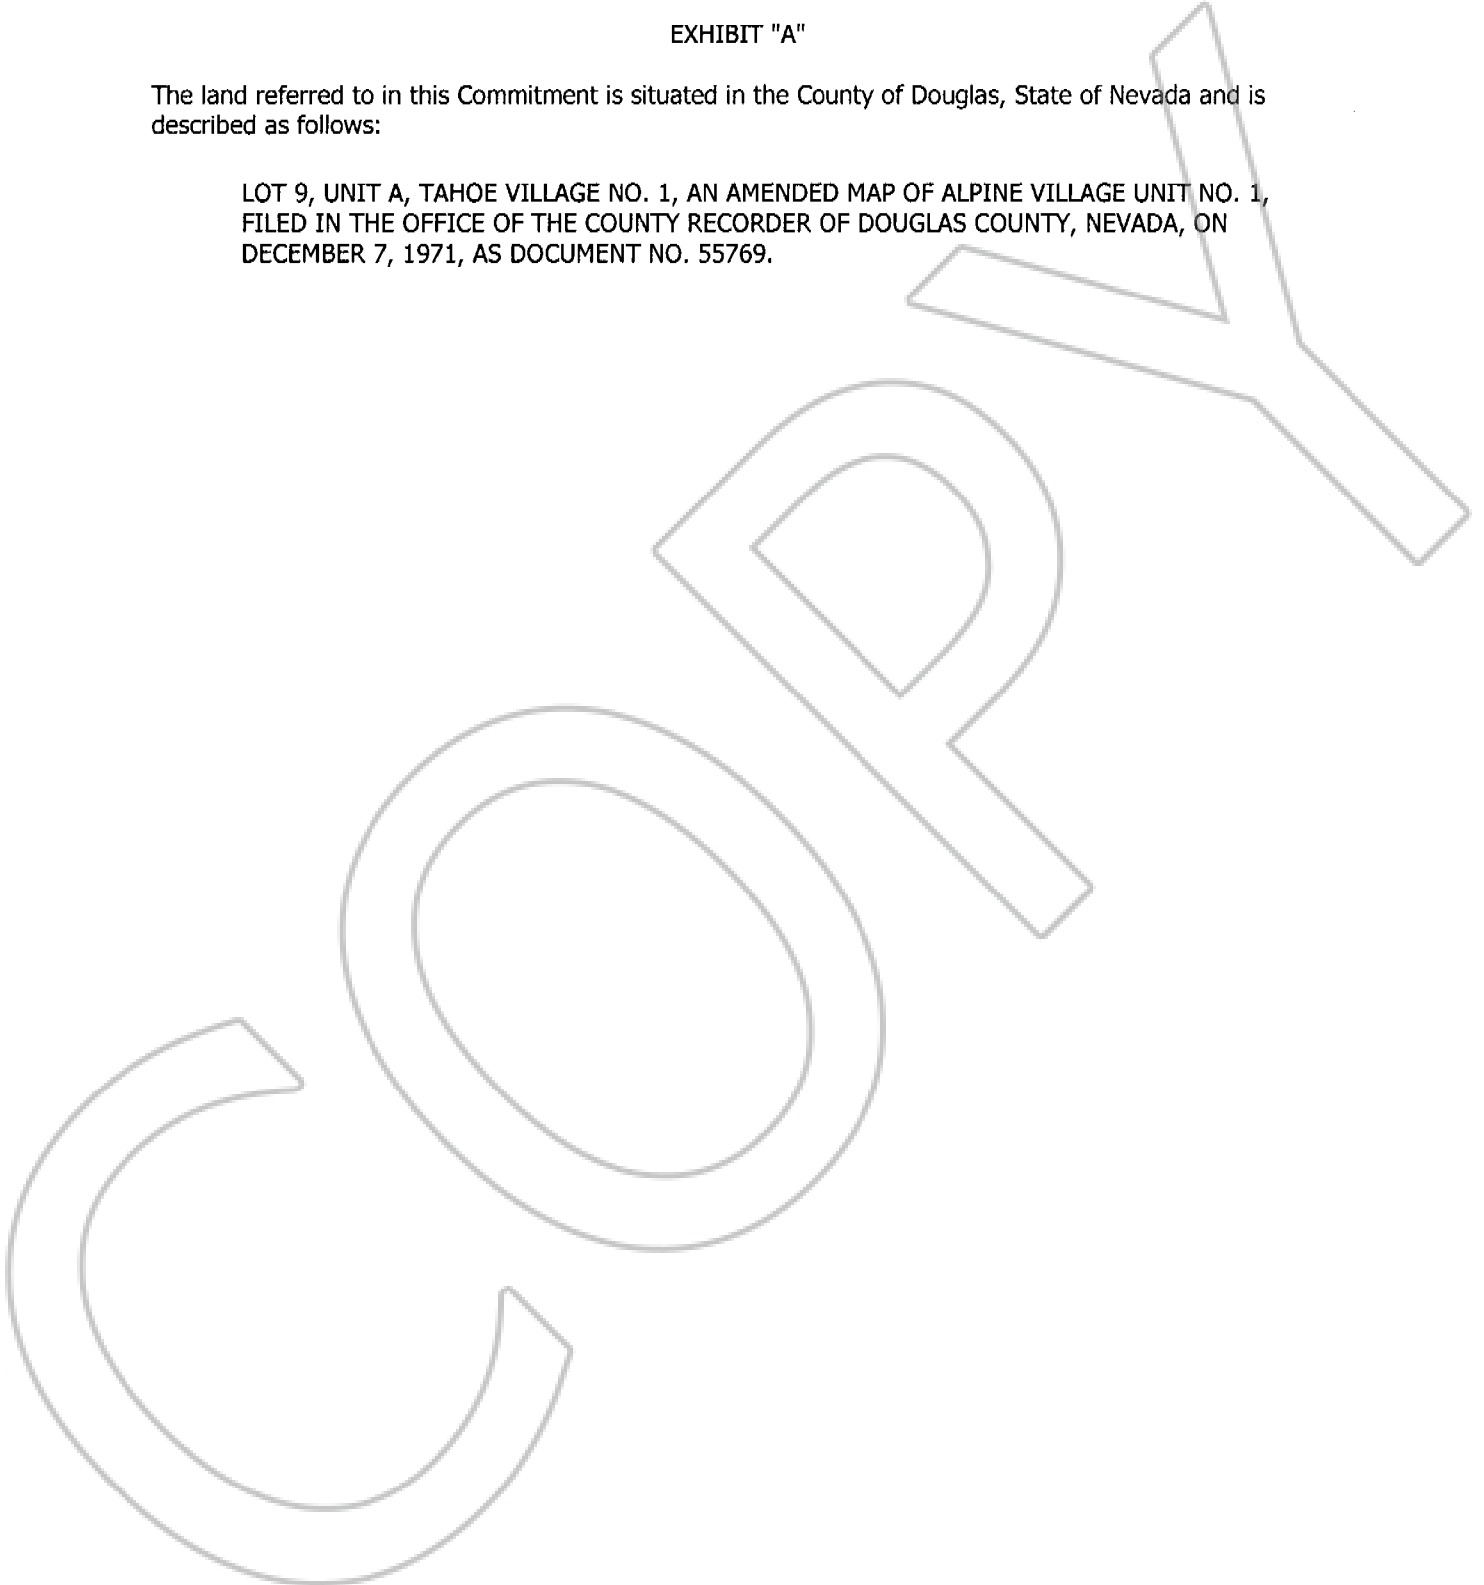 EXHIBIT "A"
The land referred to in this Commitment is situated in the County of Douglas, State of Nevada and is
described as follows:
LOT 9, UNIT A, TAHOE VILLAGE NO. 1, AN AMENDED MAP OF ALPINE VILLAGE UNIT NO. 1,
FILED IN THE OFFICE OF THE COUNTY RECORDER OF DOUGLAS COUNTY, NEVADA, ON
DECEMBER 7, 1971, AS DOCUMENT NO. 55769.
COPY